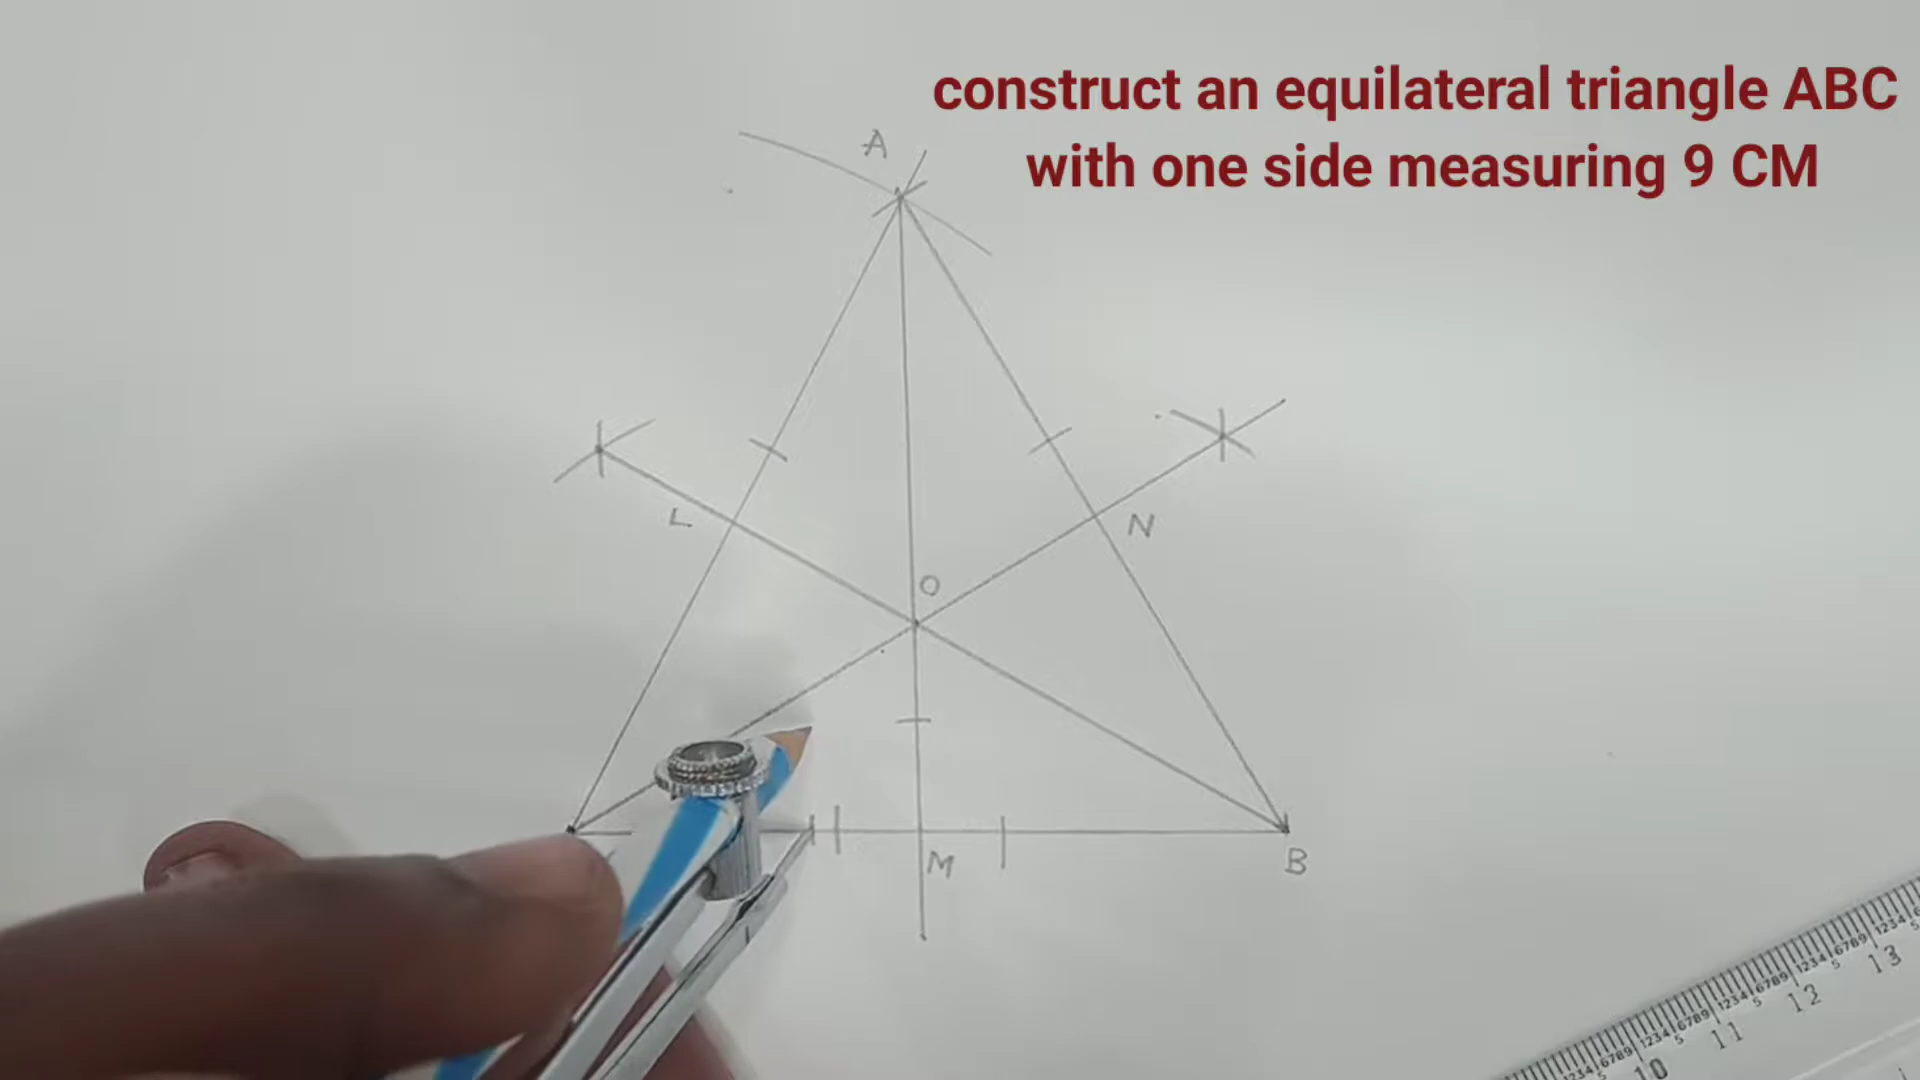 construct an equilateral triangle ABC
with one side measuring 9 CM
A
L
N
O
M
B
10 11 12 13